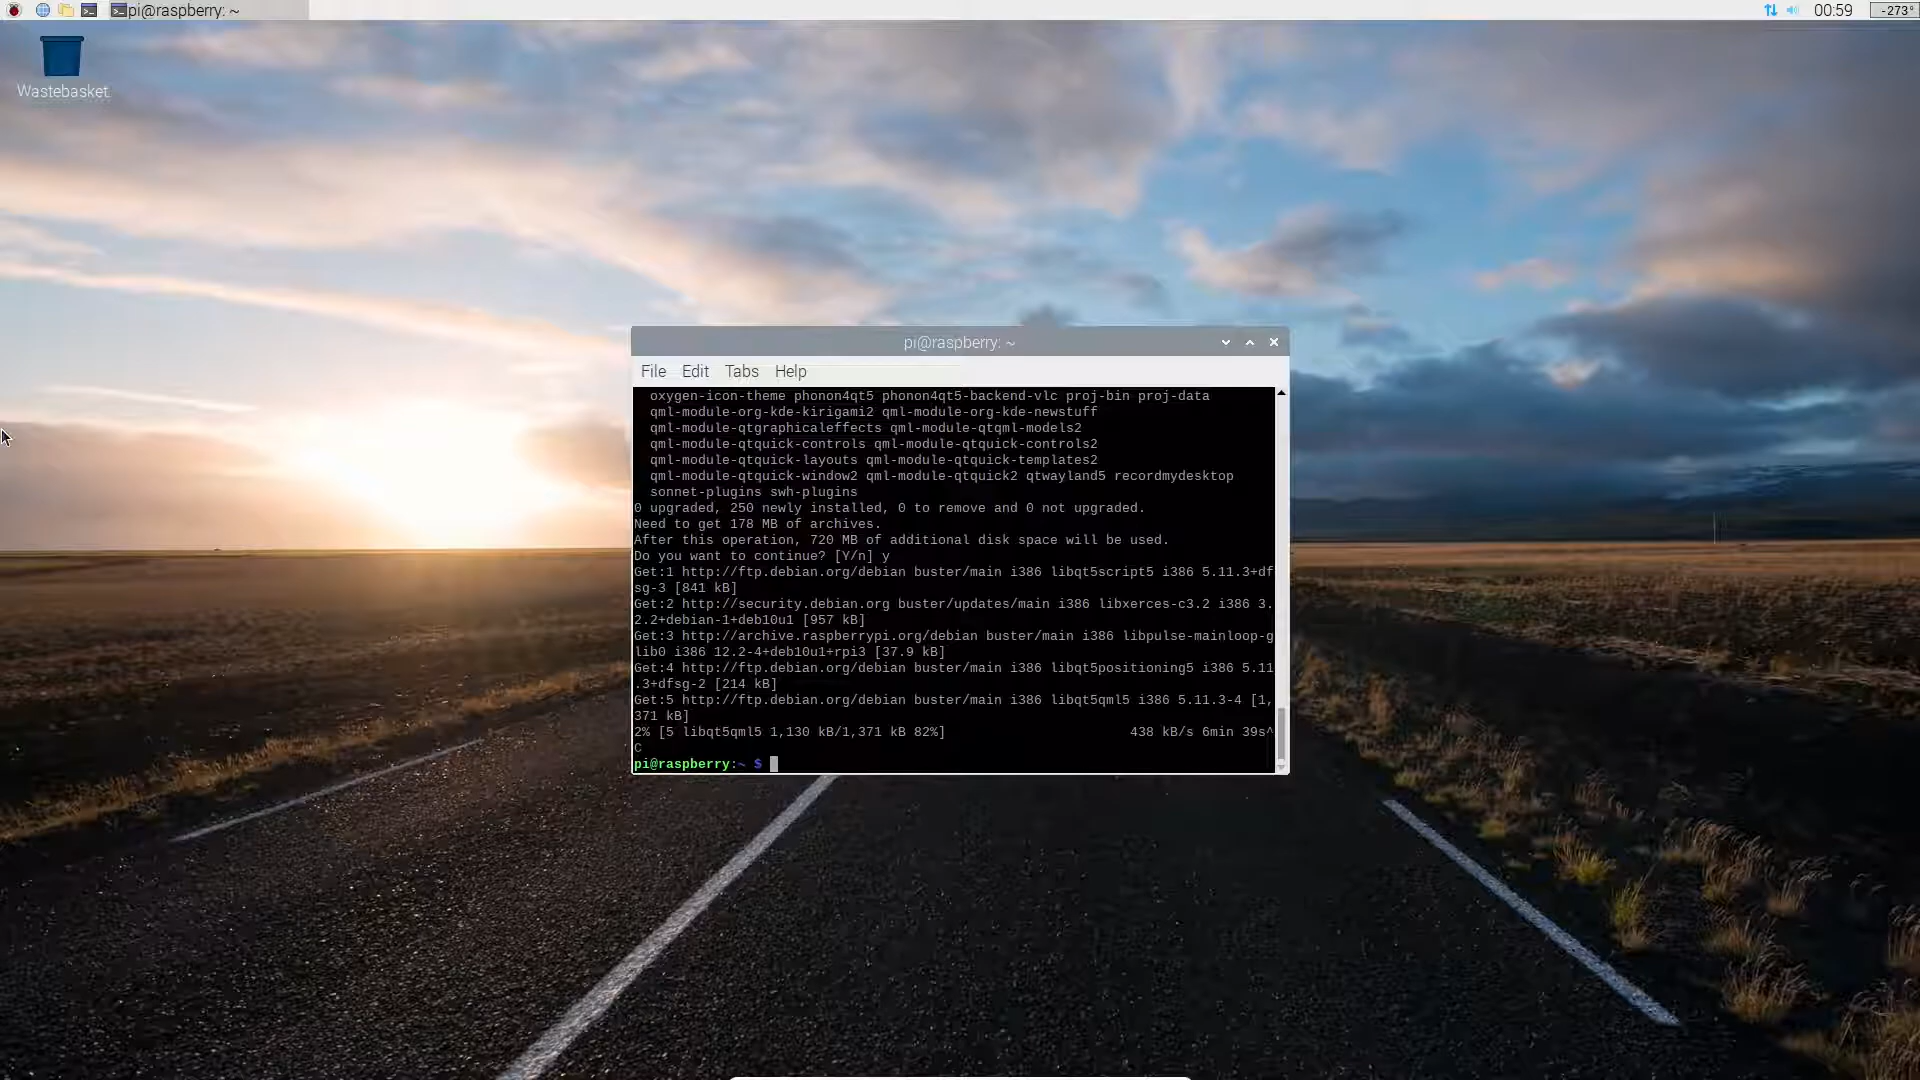 pi@raspberry: ~
00:59
-273°
Wastebasket
pi@raspberry: ~
File Edit Tabs Help
oxygen-icon-theme phonon4qt5 phonon4qt5-backend-vlc proj-bin proj-data
qml-module-org-kde-kirigami2 qml-module-org-kde-newstuff
qml-module-qtgraphicaleffects qml-module-qtqml-models2
qml-module-qtquick-controls qml-module-qtquick-controls2
qml-module-qtquick-layouts qml-module-qtquick-templates2
qml-module-qtquick-window2 qml-module-qtquick2 qtwayland5 recordmydesktop
sonnet-plugins swh-plugins
0 upgraded, 250 newly installed, 0 to remove and 0 not upgraded.
Need to get 178 MB of archives.
After this operation, 720 MB of additional disk space will be used.
Do you want to continue? [Y/n] y
Get:1 http://ftp.debian.org/debian buster/main i386 libqt5script5 i386 5.11.3+df
sg-3 [841 kB]
Get:2 http://security.debian.org buster/updates/main i386 libxerces-c3.2 i386 3.
2.2+debian-1+deb10u1 [957 kB]
Get:3 http://archive.raspberrypi.org/debian buster/main i386 libpulse-mainloop-g
lib0 i386 12.2-4+deb10u1+rpi3 [37.9 kB]
Get:4 http://ftp.debian.org/debian buster/main i386 libqt5positioning5 i386 5.11
.3+dfsg-2 [214 kB]
Get:5 http://ftp.debian.org/debian buster/main i386 libqt5qml5 i386 5.11.3-4 [1,
371 kB]
2% [5 libqt5qml5 1,130 kB/1,371 kB 82%] 438 kB/s 6min 39s^
C
pi@raspberry:~ $